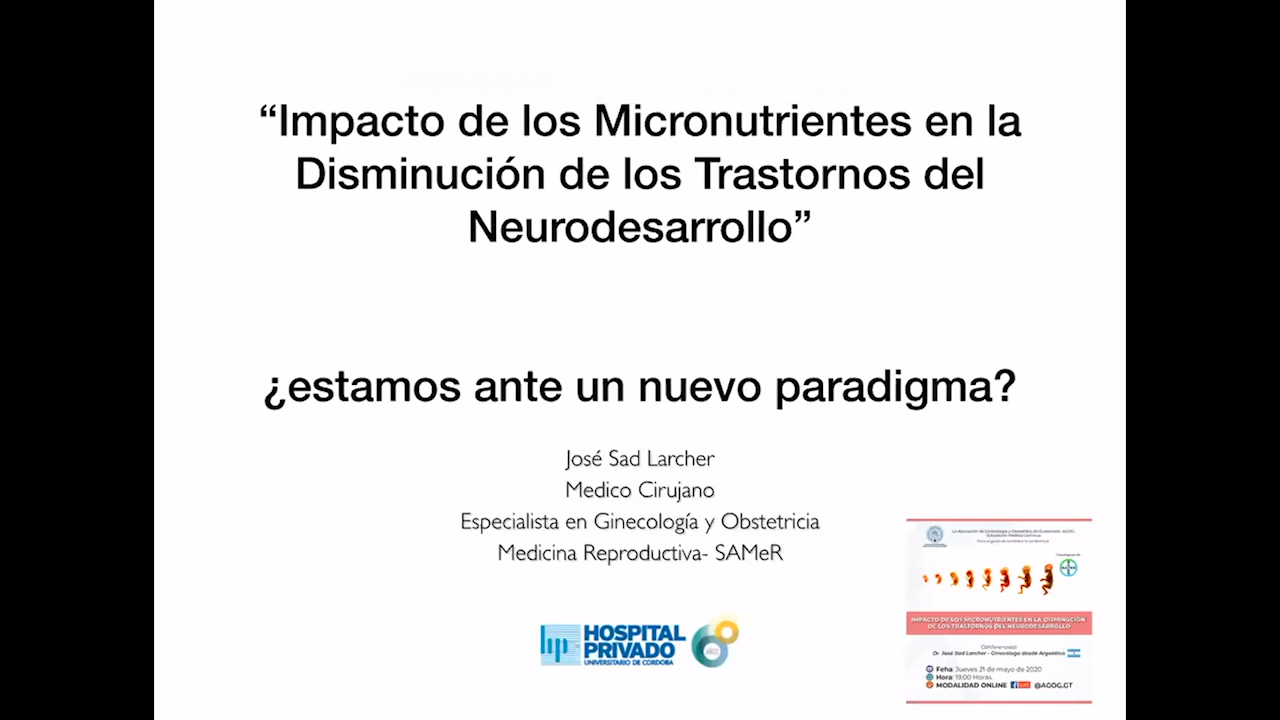 “Impacto de los Micronutrientes en la
Disminución de los Trastornos del
Neurodesarrollo”
¿estamos ante un nuevo paradigma?
José Sad Larcher
Medico Cirujano
Especialista en Ginecología y Obstetricia
Medicina Reproductiva- SAMeR
HOSPITAL
PRIVADO
UNIVERSITARIO DE CORDOBA
IMPACTO DE LOS MICRONUTRIENTES EN LA DISMINUCIÓN
DE LOS TRASTORNOS DEL NEURODESARROLLO
Dr. José Sad Larcher - Ginecólogo desde Argentina
Feha: Jueves 21 de mayo de 2020
Hora: 19:00 Horas
MODALIDAD ONLINE @AGOG.GT